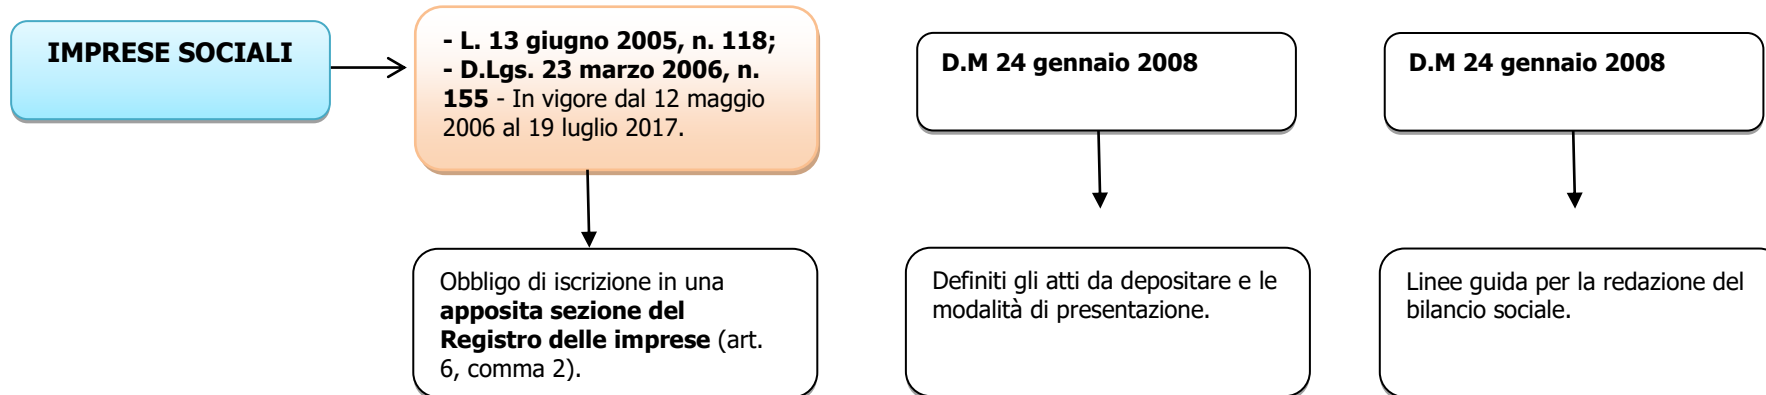 IMPRESE SOCIALI
- L. 13 giugno 2005, n. 118;
- D.Lgs. 23 marzo 2006, n.
155 - In vigore dal 12 maggio
2006 al 19 luglio 2017.
D.M 24 gennaio 2008
D.M 24 gennaio 2008
Obbligo di iscrizione in una
apposita sezione del
Registro delle imprese (art.
6, comma 2).
Definiti gli atti da depositare e le
modalità di presentazione.
Linee guida per la redazione del
bilancio sociale.